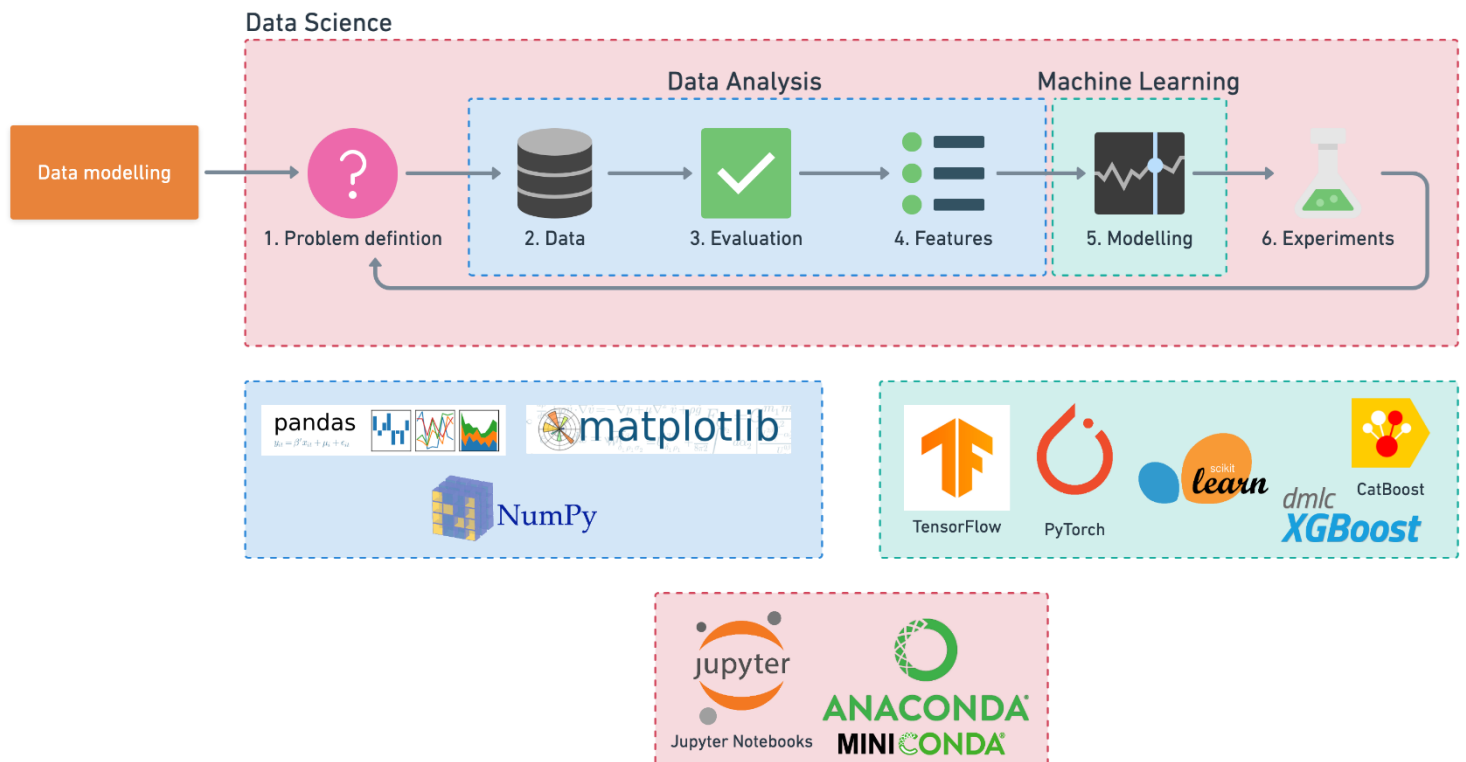 Data Science
Data Analysis
Machine Learning
Data modelling
?
1. Problem defintion
2. Data
3. Evaluation
4. Features
5. Modelling
6. Experiments
pandas
matplotlib
NumPy
TensorFlow
PyTorch
scikit
learn
dmlc
XGBoost
CatBoost
jupyter
Jupyter Notebooks
ANACONDA®
MINICONDA®